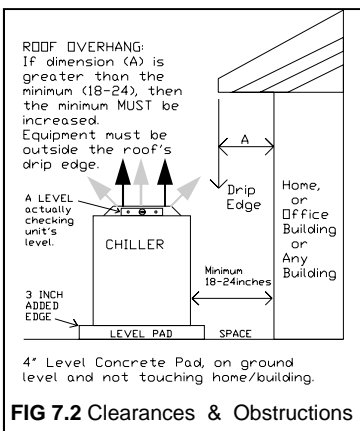 ROOF OVERHANG:
If dimension (A) is
greater than the
minimum (18-24), then
the minimum MUST be
increased.
Equipment must be
outside the roof's
drip edge.
A
Drip
Edge
Home,
or
Office
Building
or
Any
Building
A LEVEL
actually
checking
unit's
level.
CHILLER
Minimum
18-24inches
3 INCH
ADDED
EDGE
LEVEL PAD
SPACE
4" Level Concrete Pad, on ground
level and not touching home/building.
FIG 7.2 Clearances & Obstructions